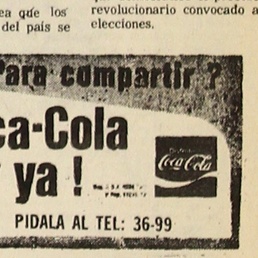 ea que los
del país se
revolucionario convocado a
elecciones.
Para compartir ?
ca-Cola
ya !
Coca-Cola
PIDALA AL TEL: 36-99